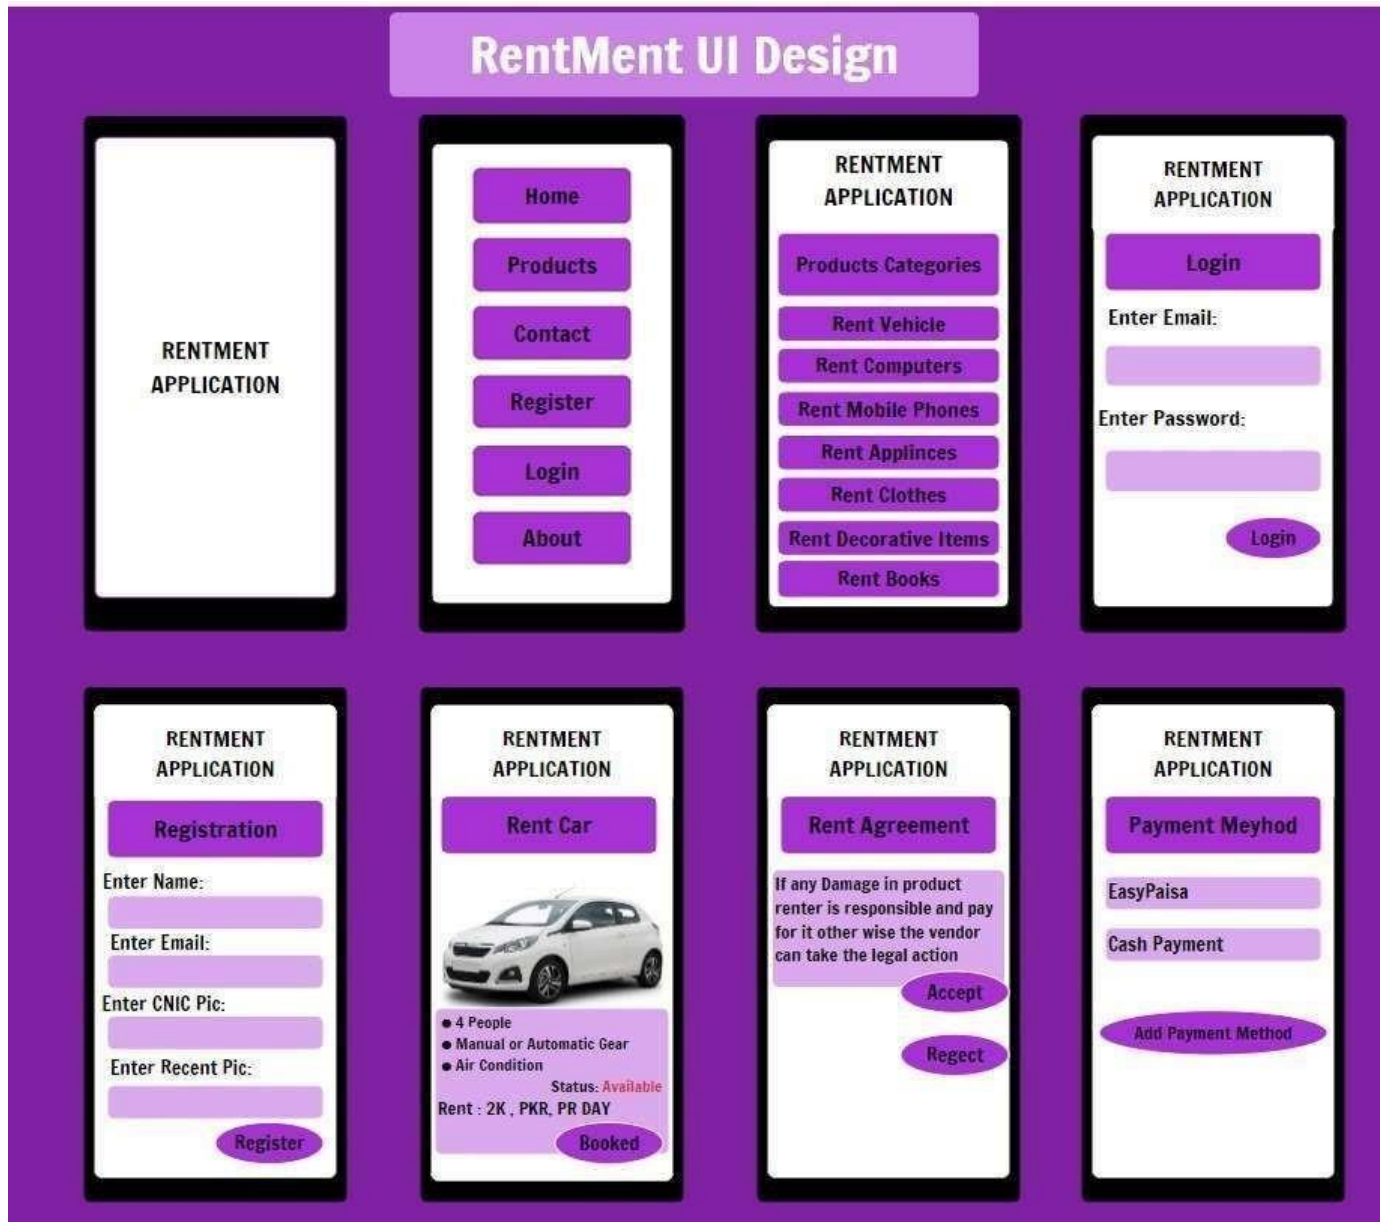 RentMent UI Design
RENTMENT
APPLICATION
Home
Products
Contact
Register
Login
About
RENTMENT
APPLICATION
Products Categories
Rent Vehicle
Rent Computers
Rent Mobile Phones
Rent Applinces
Rent Clothes
Rent Decorative Items
Rent Books
RENTMENT
APPLICATION
Login
Enter Email:
Enter Password:
Login
RENTMENT
APPLICATION
Registration
Enter Name:
Enter Email:
Enter CNIC Pic:
Enter Recent Pic:
Register
RENTMENT
APPLICATION
Rent Car
● 4 People
● Manual or Automatic Gear
● Air Condition
Status: Available
Rent : 2K , PKR, PR DAY
Booked
RENTMENT
APPLICATION
Rent Agreement
If any Damage in product
renter is responsible and pay
for it other wise the vendor
can take the legal action
Accept
Regect
RENTMENT
APPLICATION
Payment Meyhod
EasyPaisa
Cash Payment
Add Payment Method